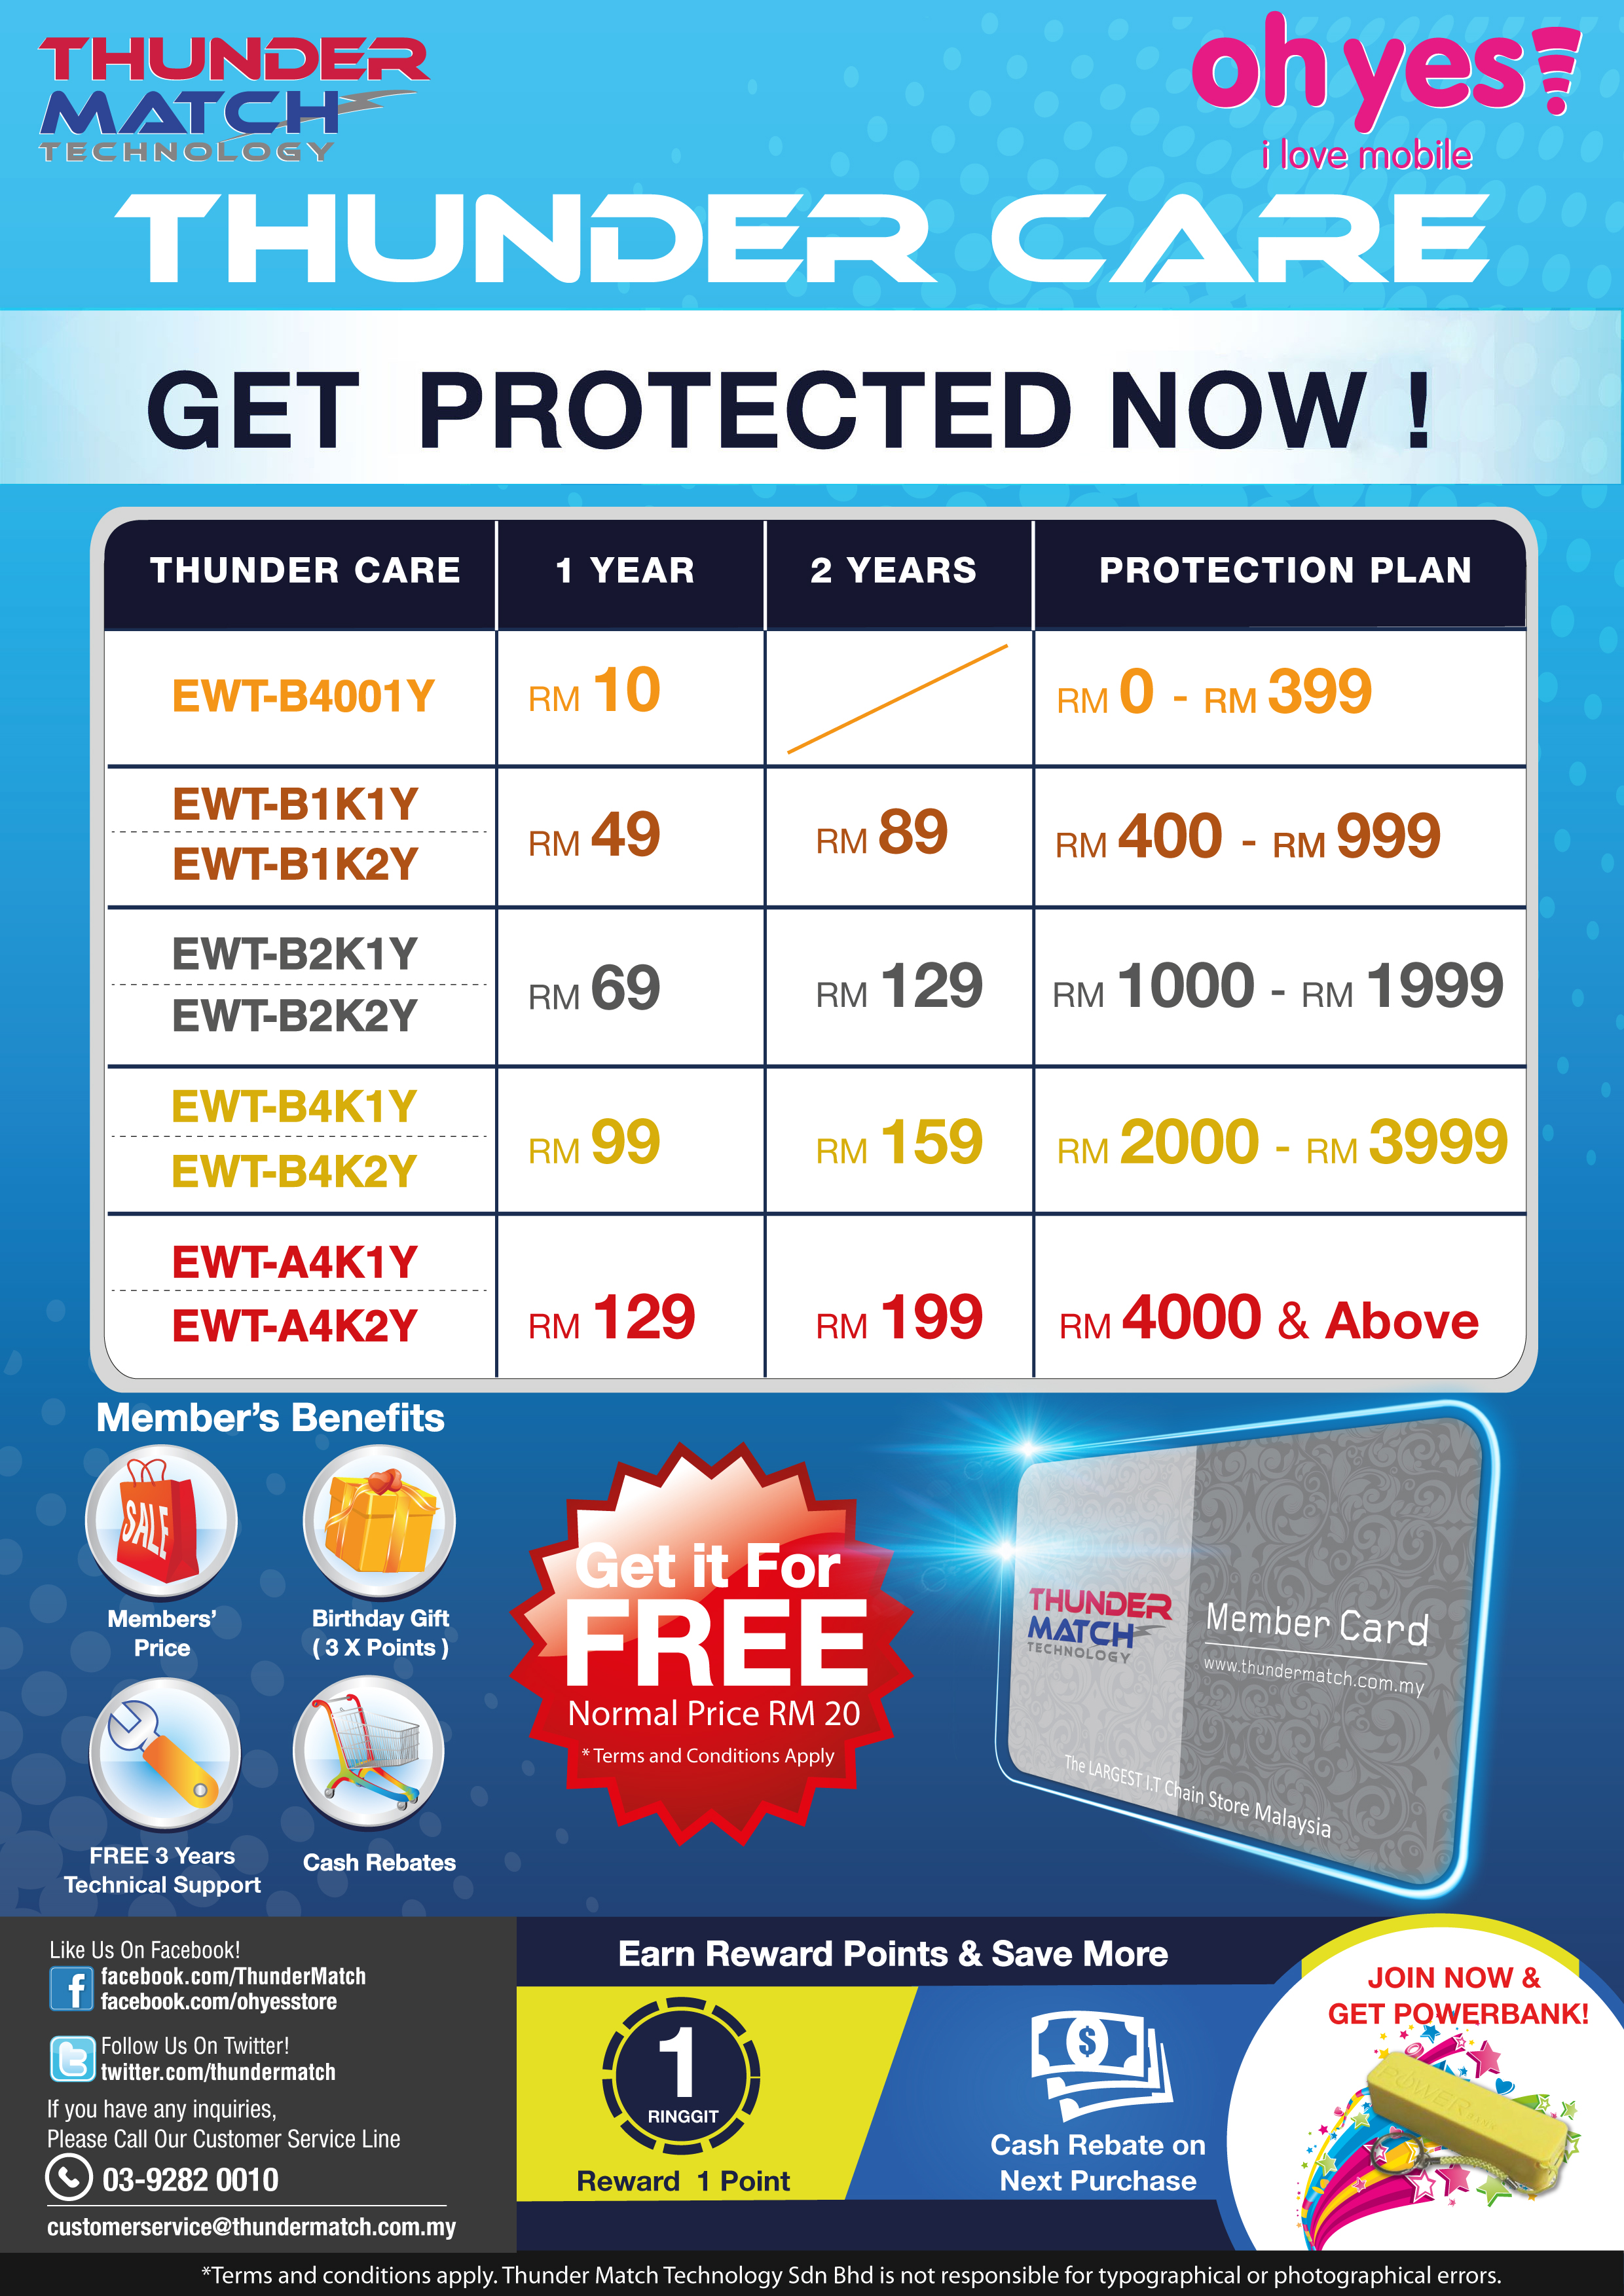 THUNDER
MATCH
TECHNOLOGY
oh yes!
i love mobile
THUNDER CARE
GET PROTECTED NOW !
THUNDER CARE 1 YEAR 2 YEARS PROTECTION PLAN
EWT-B4001Y RM 10 RM 0 - RM 399
EWT-B1K1Y
EWT-B1K2Y
RM 49 RM 89 RM 400 - RM 999
EWT-B2K1Y
EWT-B2K2Y
RM 69 RM 129 RM 1000 - RM 1999
EWT-B4K1Y
EWT-B4K2Y
RM 99 RM 159 RM 2000 - RM 3999
EWT-A4K1Y
EWT-A4K2Y
RM 129 RM 199 RM 4000 & Above
Member's Benefits
SALE
Members'
Price
Birthday Gift
( 3 X Points )
FREE 3 Years
Technical Support
Cash Rebates
Get it For
FREE
Normal Price RM 20
* Terms and Conditions Apply
THUNDER
MATCH
TECHNOLOGY
Member Card
www.thundermatch.com.my
The LARGEST I.T Chain Store Malaysia
Like Us On Facebook!
f
facebook.com/ThunderMatch
facebook.com/ohyesstore
t
Follow Us On Twitter!
twitter.com/thundermatch
If you have any inquiries,
Please Call Our Customer Service Line
03-9282 0010
customerservice@thundermatch.com.my
Earn Reward Points & Save More
1
RINGGIT
Reward 1 Point
$
Cash Rebate on
Next Purchase
JOIN NOW &
GET POWERBANK!
POWER
*Terms and conditions apply. Thunder Match Technology Sdn Bhd is not responsible for typographical or photographical errors.